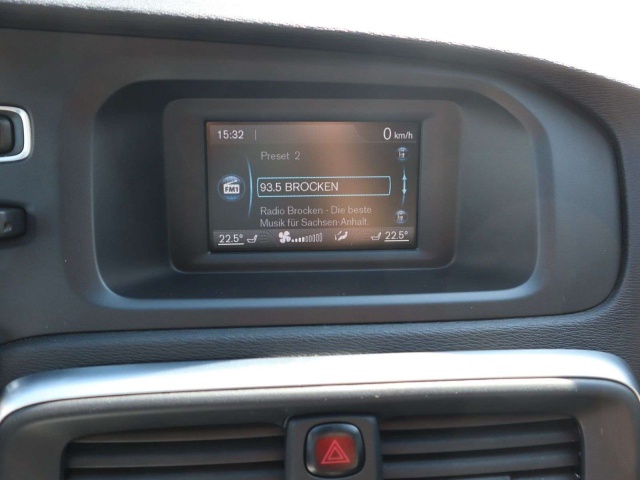 15:32 0 km/h
Preset 2
FM1
93.5 BROCKEN
Radio Brocken - Die beste
Musik für Sachsen-Anhalt.
22.5° 22.5°